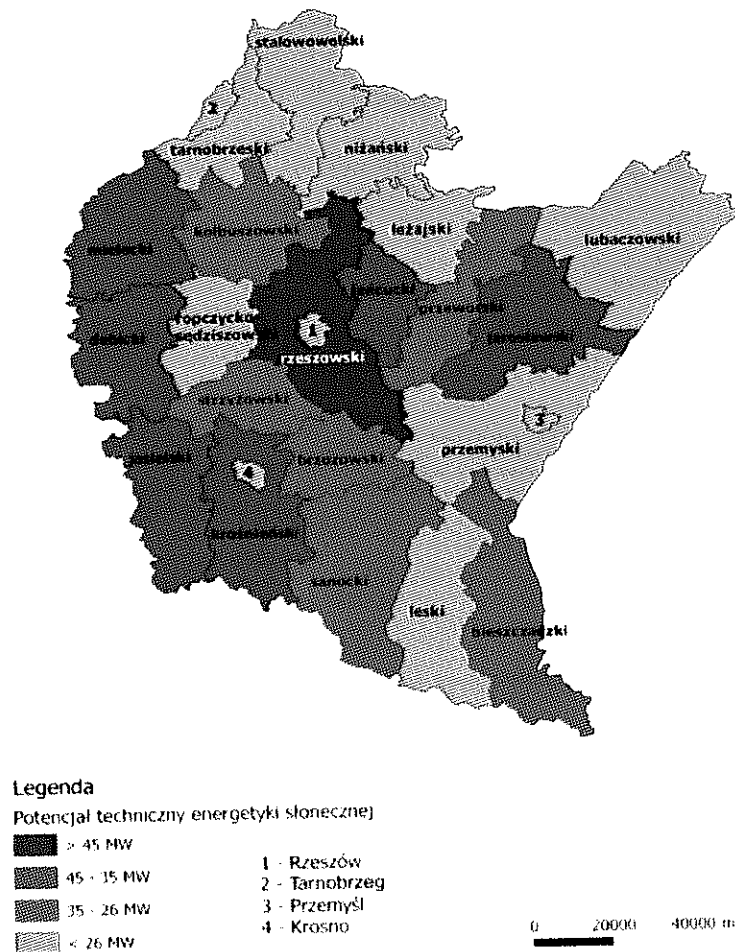 stalowowolski
2
tarnobrzeski
niżański
kolbuszowski
leżajski
lubaczowski
mielecki
łańcucki
przeworski
ropczycko-
sędziszowski
dębicki
1
jarosławski
rzeszowski
strzyżowski
3
przemyski
jasielski
4
brzozowski
krośnieński
sanocki
leski
bieszczadzki
Legenda
Potencjał techniczny energetyki słonecznej
> 45 MW
45 - 35 MW
35 - 26 MW
< 26 MW
1 - Rzeszów
2 - Tarnobrzeg
3 - Przemyśl
4 - Krosno
0 20000 40000 m